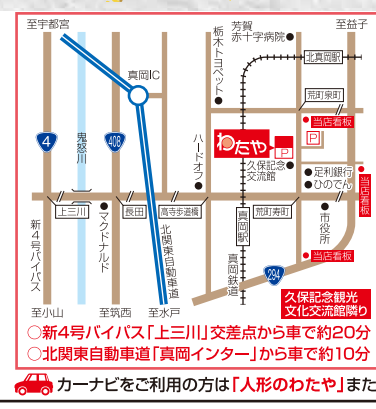 至宇都宮
栃木トヨペット
芳賀
赤十字病院
至益子
真岡IC
北真岡駅
荒町泉町
当店看板
P
4
鬼怒川
408
ハードオフ
わたや
P
久保記念
交流館
足利銀行
ひのでん
当店看板
上三川
マクドナルド
長田
高寺歩道橋
真岡駅
荒町寿町
市役所
新4号バイパス
北関東自動車道
真岡鉄道
294
当店看板
久保記念観光
文化交流館隣り
至小山
至筑西
至水戸
○新4号バイパス「上三川」交差点から車で約20分
○北関東自動車道「真岡インター」から車で約10分
カーナビをご利用の方は「人形のわたや」また